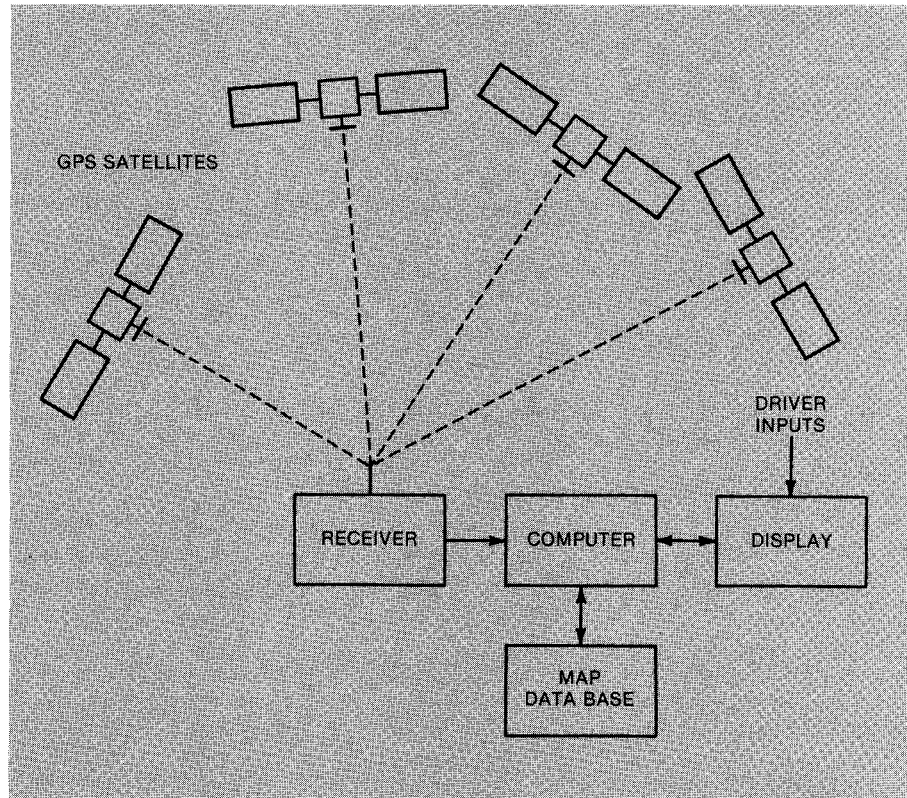 GPS SATELLITES
DRIVER
INPUTS
RECEIVER
COMPUTER
DISPLAY
MAP
DATA BASE